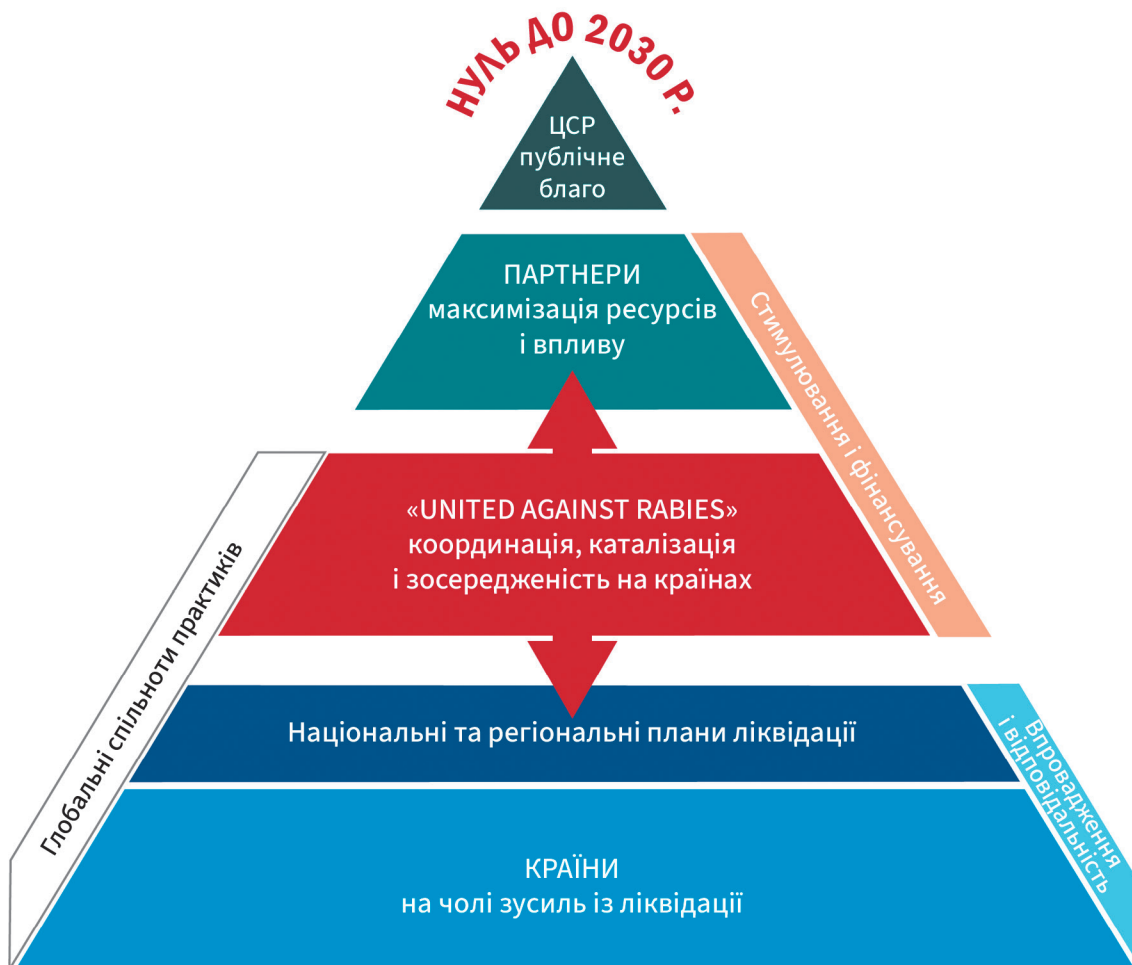 НУЛЬ ДО 2030 Р.
ЦСР
публічне
благо
ПАРТНЕРИ
максимізація ресурсів
і впливу
Стимулювання і фінансування
«UNITED AGAINST RABIES»
координація, каталізація
і зосередженість на країнах
Глобальні спільноти практиків
Національні та регіональні плани ліквідації
Впровадження
і відповідальність
КРАЇНИ
на чолі зусиль із ліквідації